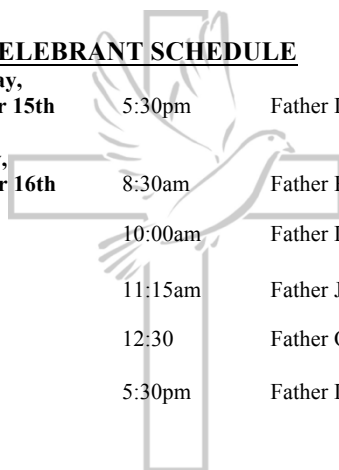 ELEBRANT SCHEDULE
ay,
r 15th 5:30pm Father
,
r 16th 8:30am Father
10:00am Father
11:15am Father J
12:30 Father
5:30pm Father